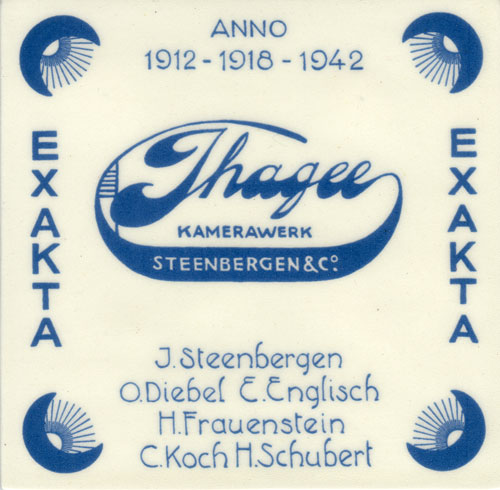 ANNO
1912 - 1918 - 1942
EXAKTA
Ihagee
KAMERAWERK
STEENBERGEN & Co.
EXAKTA
J. Steenbergen
O. Diebel E. Englisch
H. Frauenstein
C. Koch H. Schubert